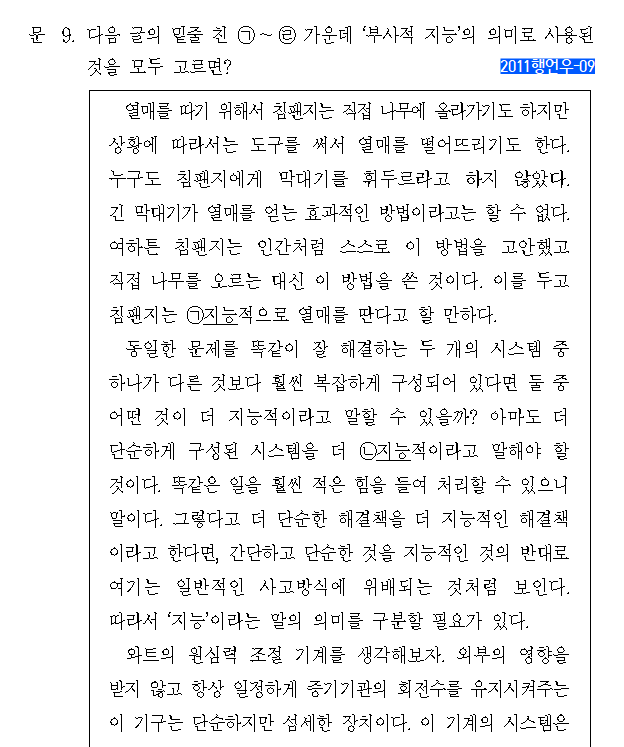 문 9. 다음 글의 밑줄 친 ㉠~㉣ 가운데 ‘부사적 지능’의 의미로 사용된
것을 모두 고르면?
2011행언우-09
열매를 따기 위해서 침팬지는 직접 나무에 올라가기도 하지만
상황에 따라서는 도구를 써서 열매를 떨어뜨리기도 한다.
누구도 침팬지에게 막대기를 휘두르라고 하지 않았다.
긴 막대기가 열매를 얻는 효과적인 방법이라고는 할 수 없다.
여하튼 침팬지는 인간처럼 스스로 이 방법을 고안했고
직접 나무를 오르는 대신 이 방법을 쓴 것이다. 이를 두고
침팬지는 ㉠지능적으로 열매를 딴다고 할 만하다.
동일한 문제를 똑같이 잘 해결하는 두 개의 시스템 중
하나가 다른 것보다 훨씬 복잡하게 구성되어 있다면 둘 중
어떤 것이 더 지능적이라고 말할 수 있을까? 아마도 더
단순하게 구성된 시스템을 더 ㉡지능적이라고 말해야 할
것이다. 똑같은 일을 훨씬 적은 힘을 들여 처리할 수 있으니
말이다. 그렇다고 더 단순한 해결책을 더 지능적인 해결책
이라고 한다면, 간단하고 단순한 것을 지능적인 것의 반대로
여기는 일반적인 사고방식에 위배되는 것처럼 보인다.
따라서 ‘지능’이라는 말의 의미를 구분할 필요가 있다.
와트의 원심력 조절 기계를 생각해보자. 외부의 영향을
받지 않고 항상 일정하게 증기기관의 회전수를 유지시켜주는
이 기구는 단순하지만 섬세한 장치이다. 이 기계의 시스템은